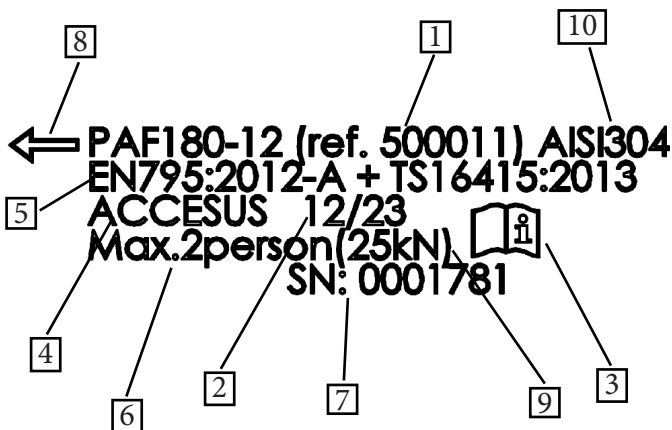 8
1
10
PAF180-12 (ref. 500011) AISI304
EN795:2012-A + TS16415:2013
5
ACCESUS 12/23
Max.2person(25kN) i
SN: 0001781
4
2
7
9
3
6